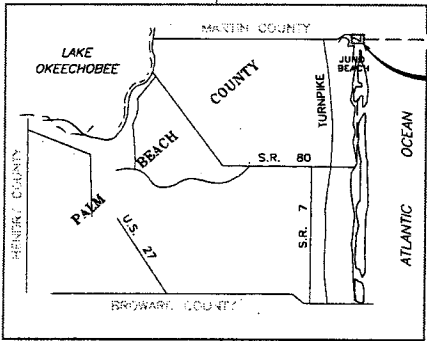 MARTIN COUNTY
LAKE
OKEECHOBEE
JUNO
BEACH
COUNTY
TURNPIKE
BEACH
S.R. 80
ATLANTIC OCEAN
HENDRY COUNTY
PALM
U.S. 27
S.R. 7
BROWARD COUNTY